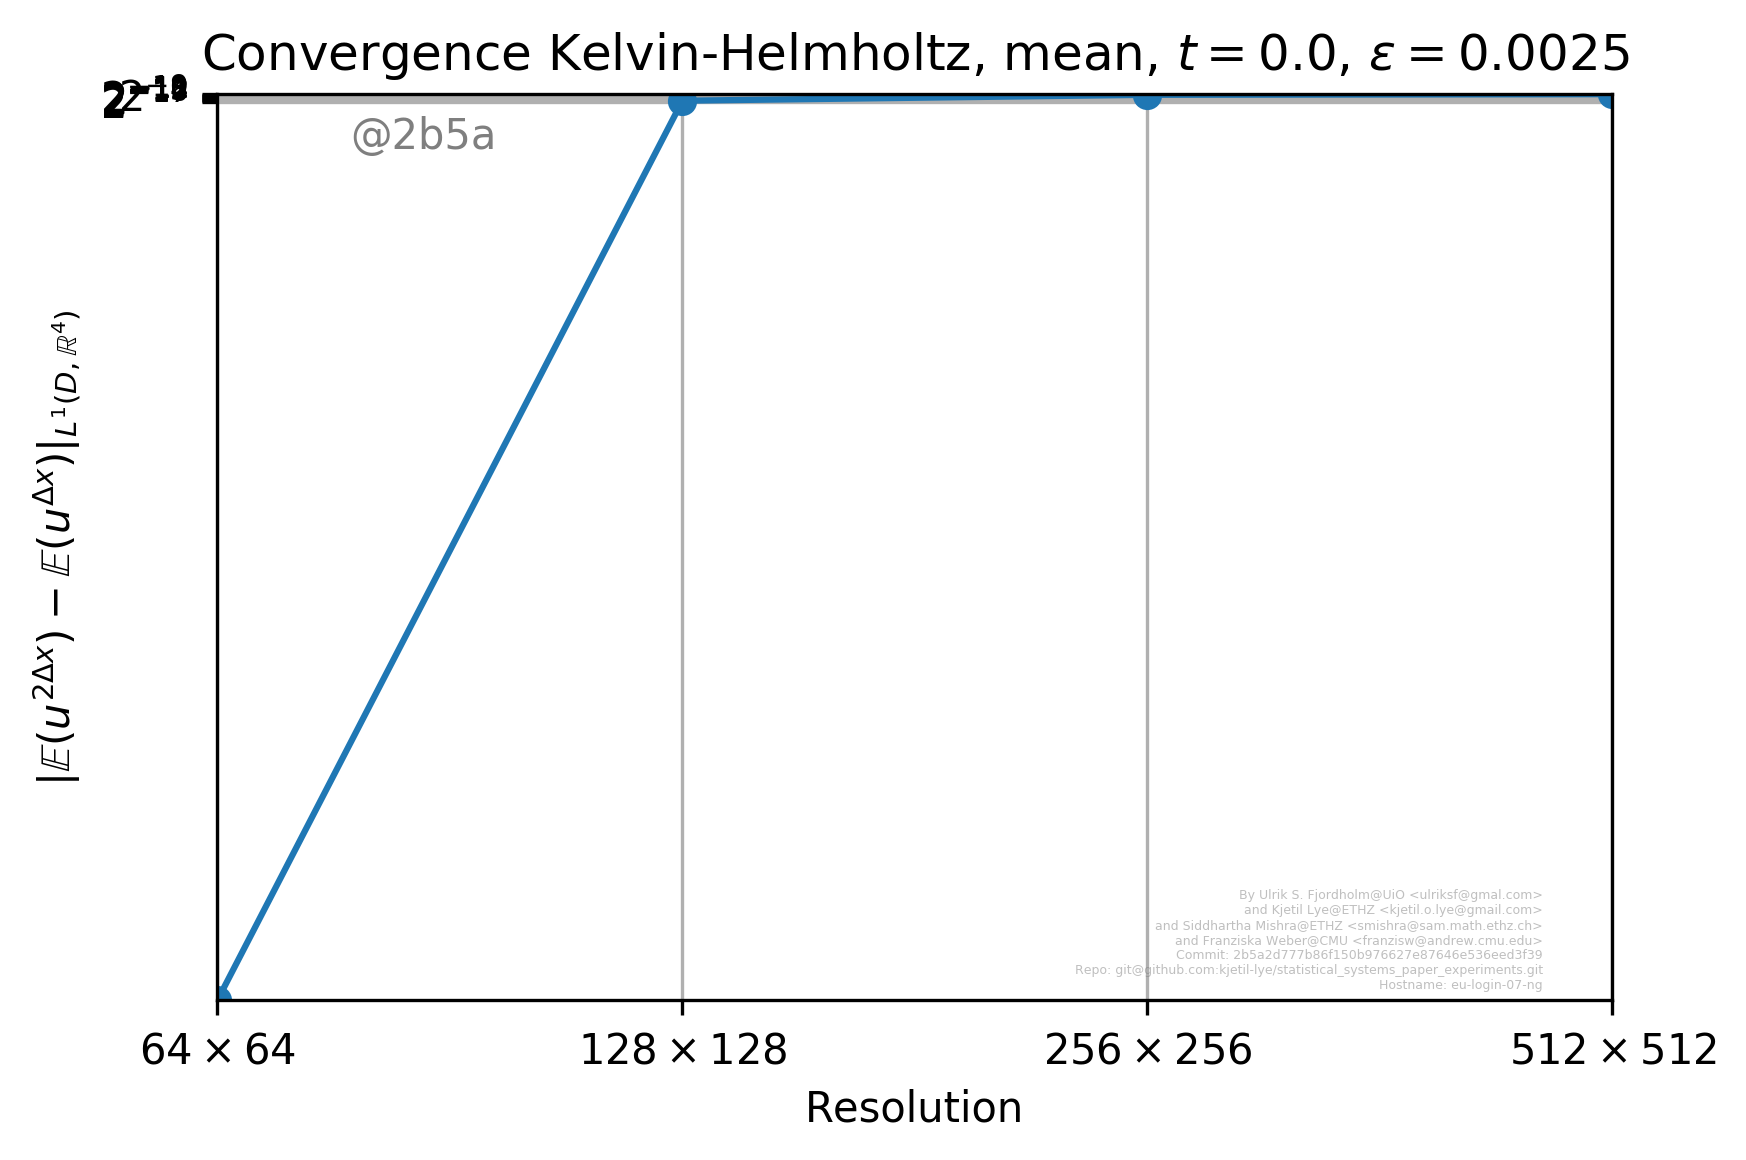 Convergence Kelvin-Helmholtz, mean, t = 0.0, ε = 0.0025
@2b5a
|𝔼(u^{2Δx}) − 𝔼(u^{Δx})|_{L^1(D, ℝ^4)}
By Ulrik S. Fjordholm@UiO <ulriksf@gmal.com>
and Kjetil Lye@ETHZ <kjetil.o.lye@gmail.com>
and Siddhartha Mishra@ETHZ <smishra@sam.math.ethz.ch>
and Franziska Weber@CMU <franzisw@andrew.cmu.edu>
Commit: 2b5a2d777b86f150b976627e87646e536eed3f39
Repo: git@github.com:kjetil-lye/statistical_systems_paper_experiments.git
Hostname: eu-login-07-ng
64 × 64 128 × 128 256 × 256 512 × 512
Resolution